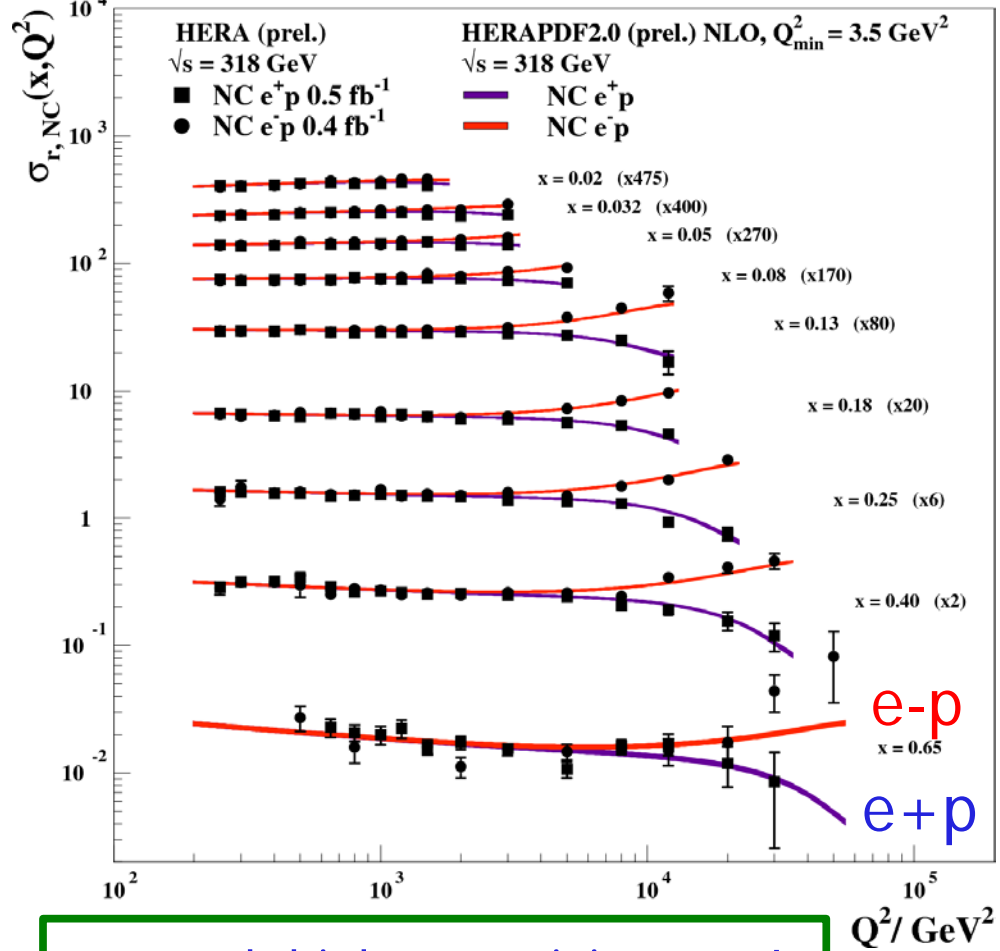 10⁴
σr, NC(x,Q²)
HERA (prel.)
√s = 318 GeV
■ NC e⁺p 0.5 fb⁻¹
● NC e⁻p 0.4 fb⁻¹
HERAPDF2.0 (prel.) NLO, Q²min = 3.5 GeV²
√s = 318 GeV
NC e⁺p
NC e⁻p
10³
x = 0.02 (x475)
x = 0.032 (x400)
x = 0.05 (x270)
10²
x = 0.08 (x170)
x = 0.13 (x80)
10
x = 0.18 (x20)
x = 0.25 (x6)
1
x = 0.40 (x2)
10⁻¹
e-p
x = 0.65
10⁻²
e+p
10² 10³ 10⁴ 10⁵
Q²/ GeV²